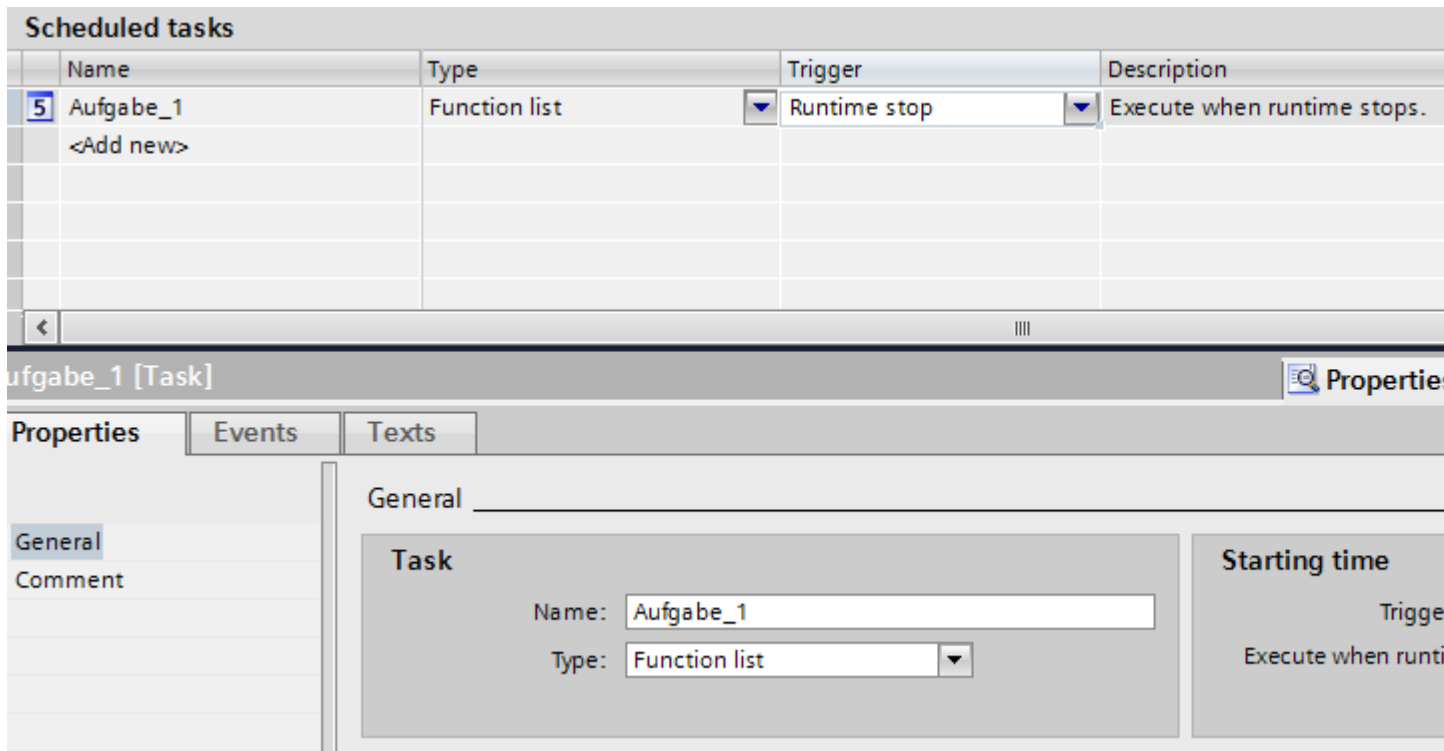 Scheduled tasks
Name Type Trigger Description
5 Aufgabe_1 Function list Runtime stop Execute when runtime stops.
<Add new>
ufgabe_1 [Task] Propertie
Properties Events Texts
General
General
Comment
Task
Name: Aufgabe_1
Type: Function list
Starting time
Trigge
Execute when runti